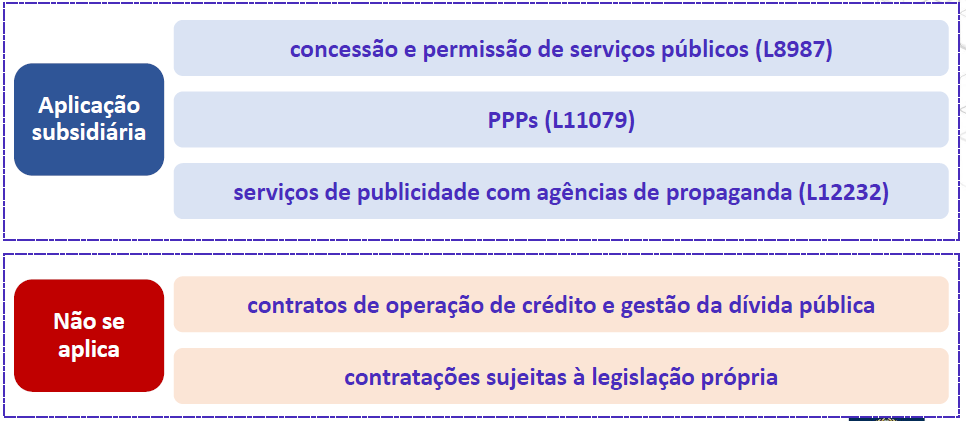 Aplicação
subsidiária
concessão e permissão de serviços públicos (L8987)
PPPs (L11079)
serviços de publicidade com agências de propaganda (L12232)
Não se
aplica
contratos de operação de crédito e gestão da dívida pública
contratações sujeitas à legislação própria